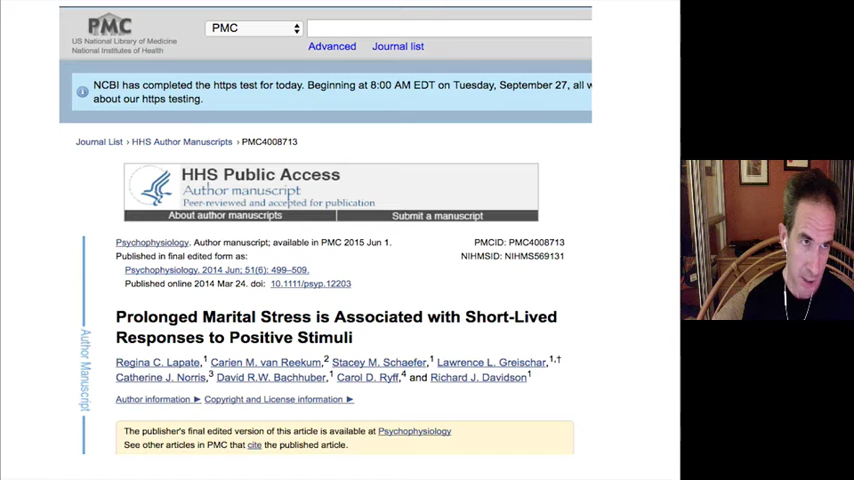 PMC
US National Library of Medicine
National Institutes of Health
PMC
Advanced Journal list
NCBI has completed the https test for today. Beginning at 8:00 AM EDT on Tuesday, September 27, all w
about our https testing.
Journal List › HHS Author Manuscripts › PMC4008713
HHS Public Access
Author manuscript
Peer-reviewed and accepted for publication
About author manuscripts Submit a manuscript
Psychophysiology. Author manuscript; available in PMC 2015 Jun 1. PMCID: PMC4008713
Published in final edited form as: NIHMSID: NIHMS569131
Psychophysiology. 2014 Jun; 51(6): 499–509.
Published online 2014 Mar 24. doi: 10.1111/psyp.12203
Prolonged Marital Stress is Associated with Short-Lived
Responses to Positive Stimuli
Regina C. Lapate,1 Carien M. van Reekum,2 Stacey M. Schaefer,1 Lawrence L. Greischar,1,†
Catherine J. Norris,3 David R.W. Bachhuber,1 Carol D. Ryff,4 and Richard J. Davidson1
Author information ► Copyright and License information ►
The publisher's final edited version of this article is available at Psychophysiology
See other articles in PMC that cite the published article.
Author Manuscript